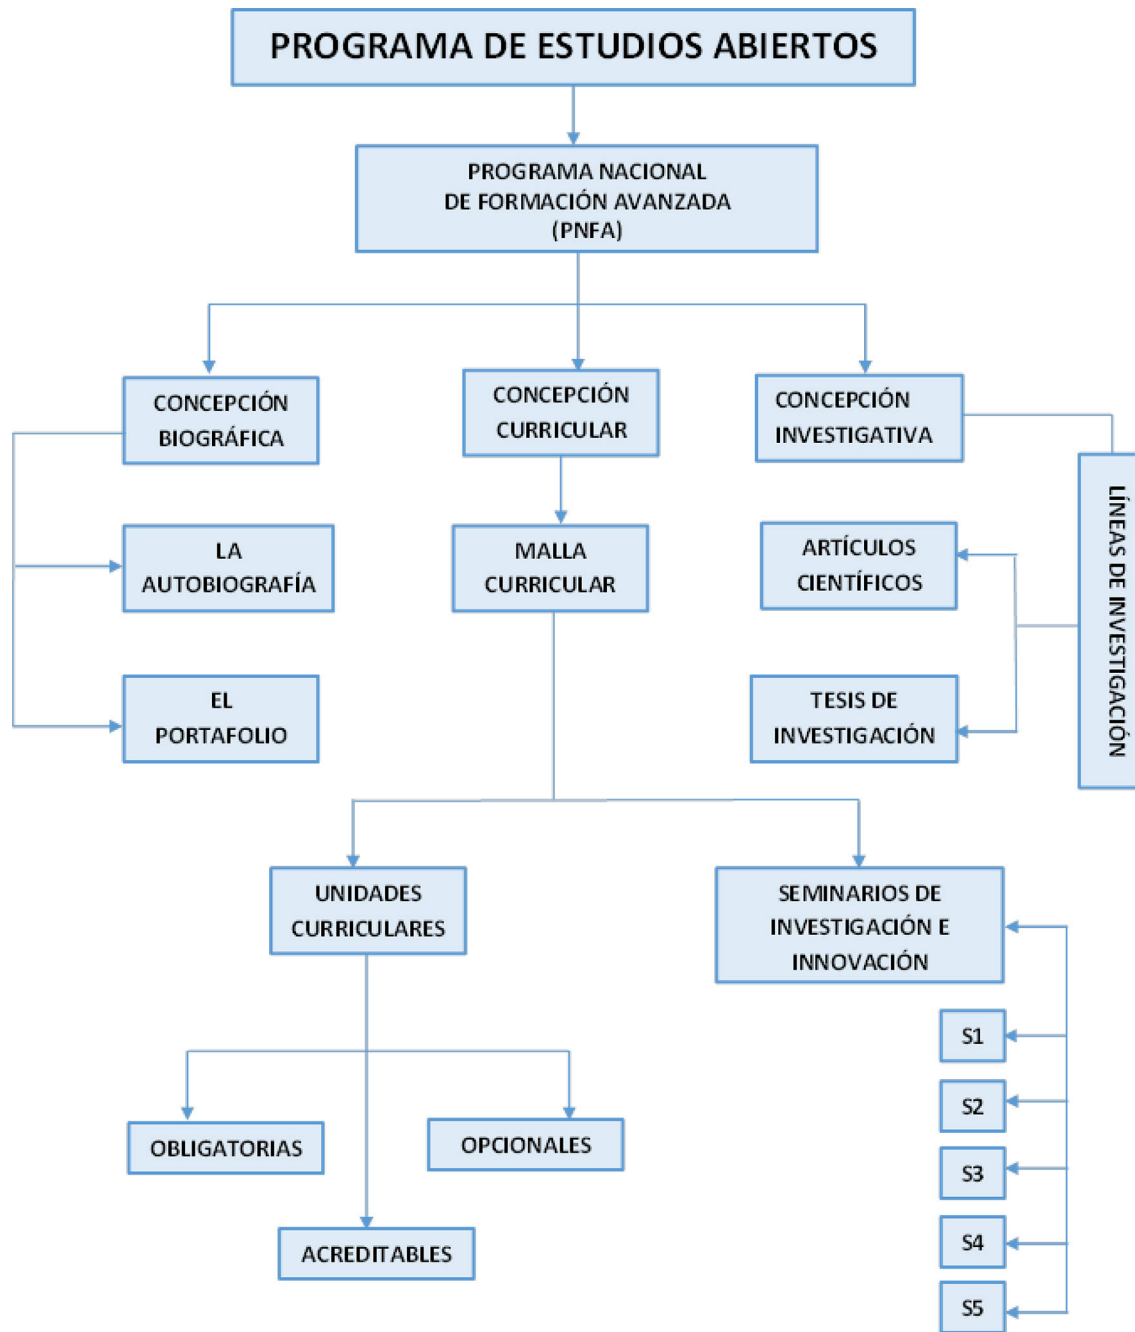 PROGRAMA DE ESTUDIOS ABIERTOS
PROGRAMA NACIONAL
DE FORMACIÓN AVANZADA
(PNFA)
CONCEPCIÓN
BIOGRÁFICA
CONCEPCIÓN
CURRICULAR
CONCEPCIÓN
INVESTIGATIVA
LÍNEAS DE INVESTIGACIÓN
LA
AUTOBIOGRAFÍA
MALLA
CURRICULAR
ARTÍCULOS
CIENTÍFICOS
EL
PORTAFOLIO
TESIS DE
INVESTIGACIÓN
UNIDADES
CURRICULARES
SEMINARIOS DE
INVESTIGACIÓN E
INNOVACIÓN
S1
S2
S3
S4
S5
OBLIGATORIAS
OPCIONALES
ACREDITABLES